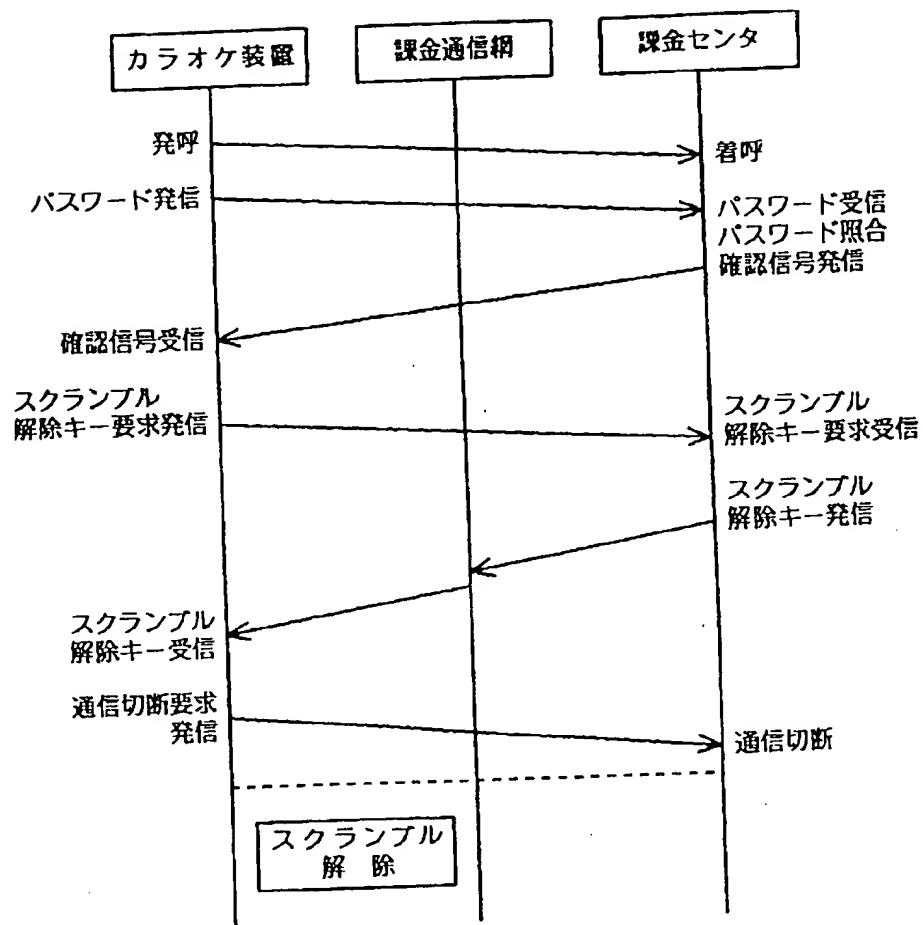 カラオケ装置
課金通信網
課金センタ
発呼
着呼
パスワード発信
パスワード受信
パスワード照合
確認信号発信
確認信号受信
スクランブル
解除キー要求発信
スクランブル
解除キー要求受信
スクランブル
解除キー発信
スクランブル
解除キー受信
通信切断要求
発信
通信切断
スクランブル
解 除